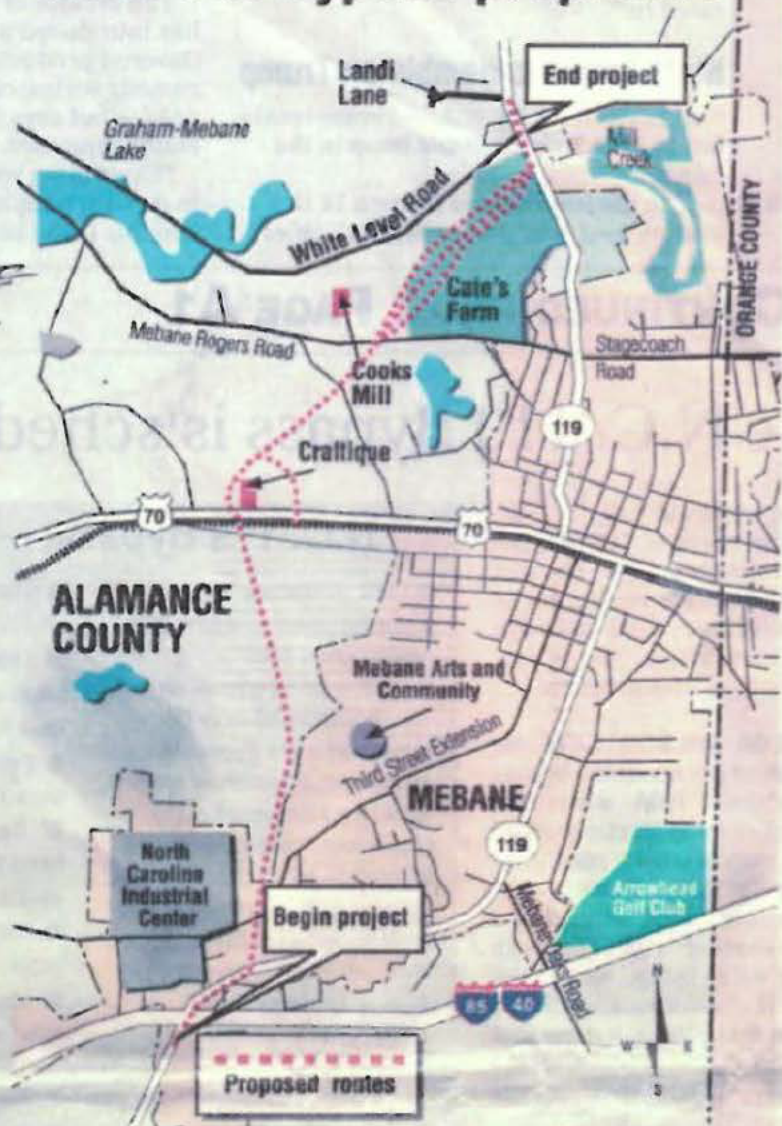 Landi
Lane
End project
Graham-Mebane
Lake
Mill
Creek
White Level Road
ORANGE COUNTY
Cate's
Farm
Mebane Rogers Road
Stagecoach
Road
Cooks
Mill
119
Craftique
70
70
ALAMANCE
COUNTY
Mebane Arts and
Community
Third Street Extension
MEBANE
119
North
Carolina
Industrial
Center
Arrowhead
Golf Club
Begin project
Mebane Oaks Road
85
40
N
W
E
S
Proposed routes